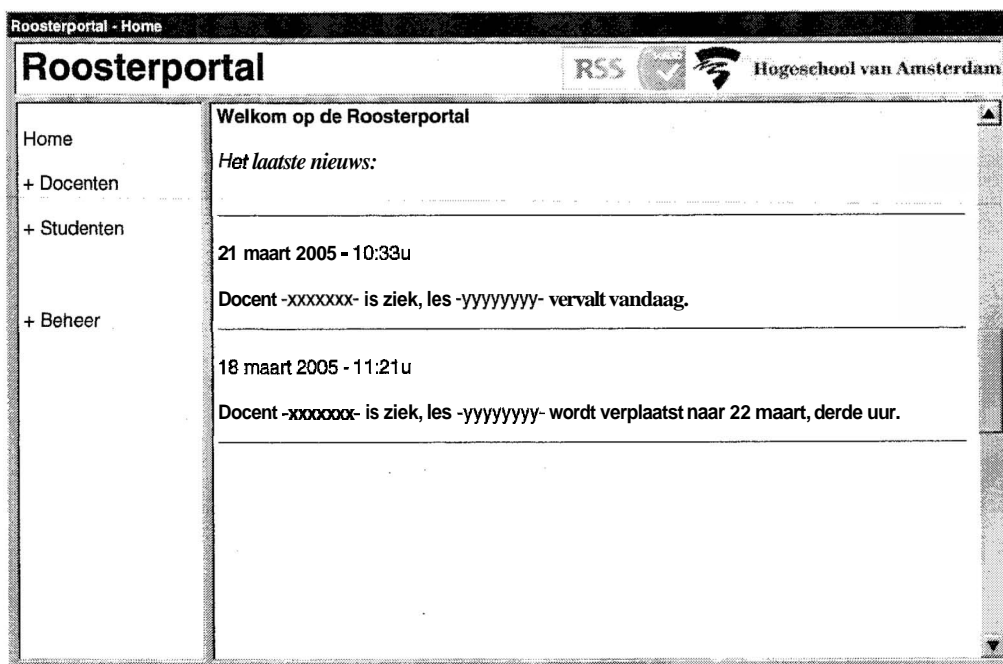 Roosterportal - Home
Roosterportal
RSS
Hogeschool van Amsterdam
Home
+ Docenten
+ Studenten
+ Beheer
Welkom op de Roosterportal
Het laatste nieuws:
21 maart 2005 - 10:33u
Docent -xxxxxxx- is ziek, les -yyyyyyyy- vervalt vandaag.
18 maart 2005 - 11:21u
Docent -xxxxxxx- is ziek, les -yyyyyyyy- wordt verplaatst naar 22 maart, derde uur.